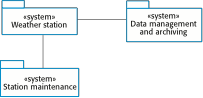 «system»
Weather station
«system»
Data management
and archiving
«system»
Station maintenance